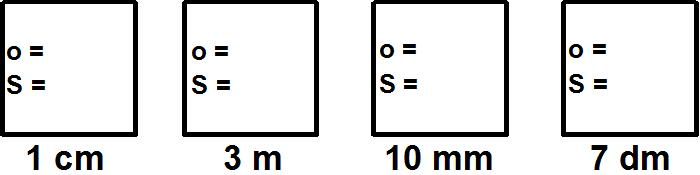 o = o = o = o =
S = S = S = S =
1 cm 3 m 10 mm 7 dm